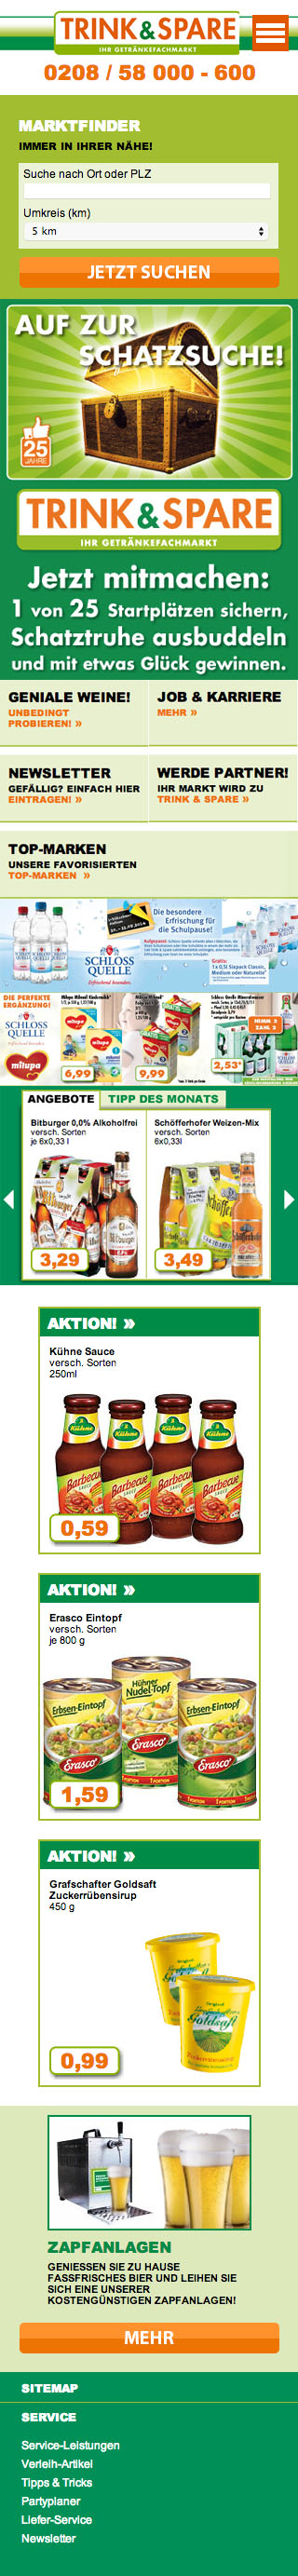 TRINK & SPARE
IHR GETRÄNKEFACHMARKT
0208 / 58 000 - 600
MARKTFINDER
IMMER IN IHRER NÄHE!
Suche nach Ort oder PLZ
Umkreis (km)
5 km
JETZT SUCHEN
AUF ZUR
SCHATZSUCHE!
25
JAHRE
TRINK & SPARE
IHR GETRÄNKEFACHMARKT
Jetzt mitmachen:
1 von 25 Startplätzen sichern,
Schatztruhe ausbuddeln
und mit etwas Glück gewinnen.
GENIALE WEINE!
UNBEDINGT
PROBIEREN! »
JOB & KARRIERE
MEHR »
NEWSLETTER
GEFÄLLIG? EINFACH HIER
EINTRAGEN! »
WERDE PARTNER!
IHR MARKT WIRD ZU
TRINK & SPARE »
TOP-MARKEN
UNSERE FAVORISIERTEN
TOP-MARKEN »
Die besondere
Erfrischung für
die Schulpause!
SCHLOSS
QUELLE
Gratis:
DIE PERFEKTE
ERGÄNZUNG!
SCHLOSS
QUELLE
milupa
6,99
9,99
2,53
ANGEBOTE
TIPP DES MONATS
Bitburger 0,0% Alkoholfrei
versch. Sorten
je 6x0,33 l
3,29
Schöfferhofer Weizen-Mix
versch. Sorten
6x0,33l
3,49
AKTION! »
Kühne Sauce
versch. Sorten
250ml
Kühne
Barbecue
0,59
AKTION! »
Erasco Eintopf
versch. Sorten
je 800 g
Erbsen-Eintopf
Hühner
Nudel-Topf
Erbsen-Eintopf
Erasco
Erasco
Erasco
1,59
AKTION! »
Grafschafter Goldsaft
Zuckerrübensirup
450 g
Goldsaft
0,99
ZAPFANLAGEN
GENIESSEN SIE ZU HAUSE
FASSFRISCHES BIER UND LEIHEN SIE
SICH EINE UNSERER
KOSTENGÜNSTIGEN ZAPFANLAGEN!
MEHR
SITEMAP
SERVICE
Service-Leistungen
Verleih-Artikel
Tipps & Tricks
Partyplaner
Liefer-Service
Newsletter